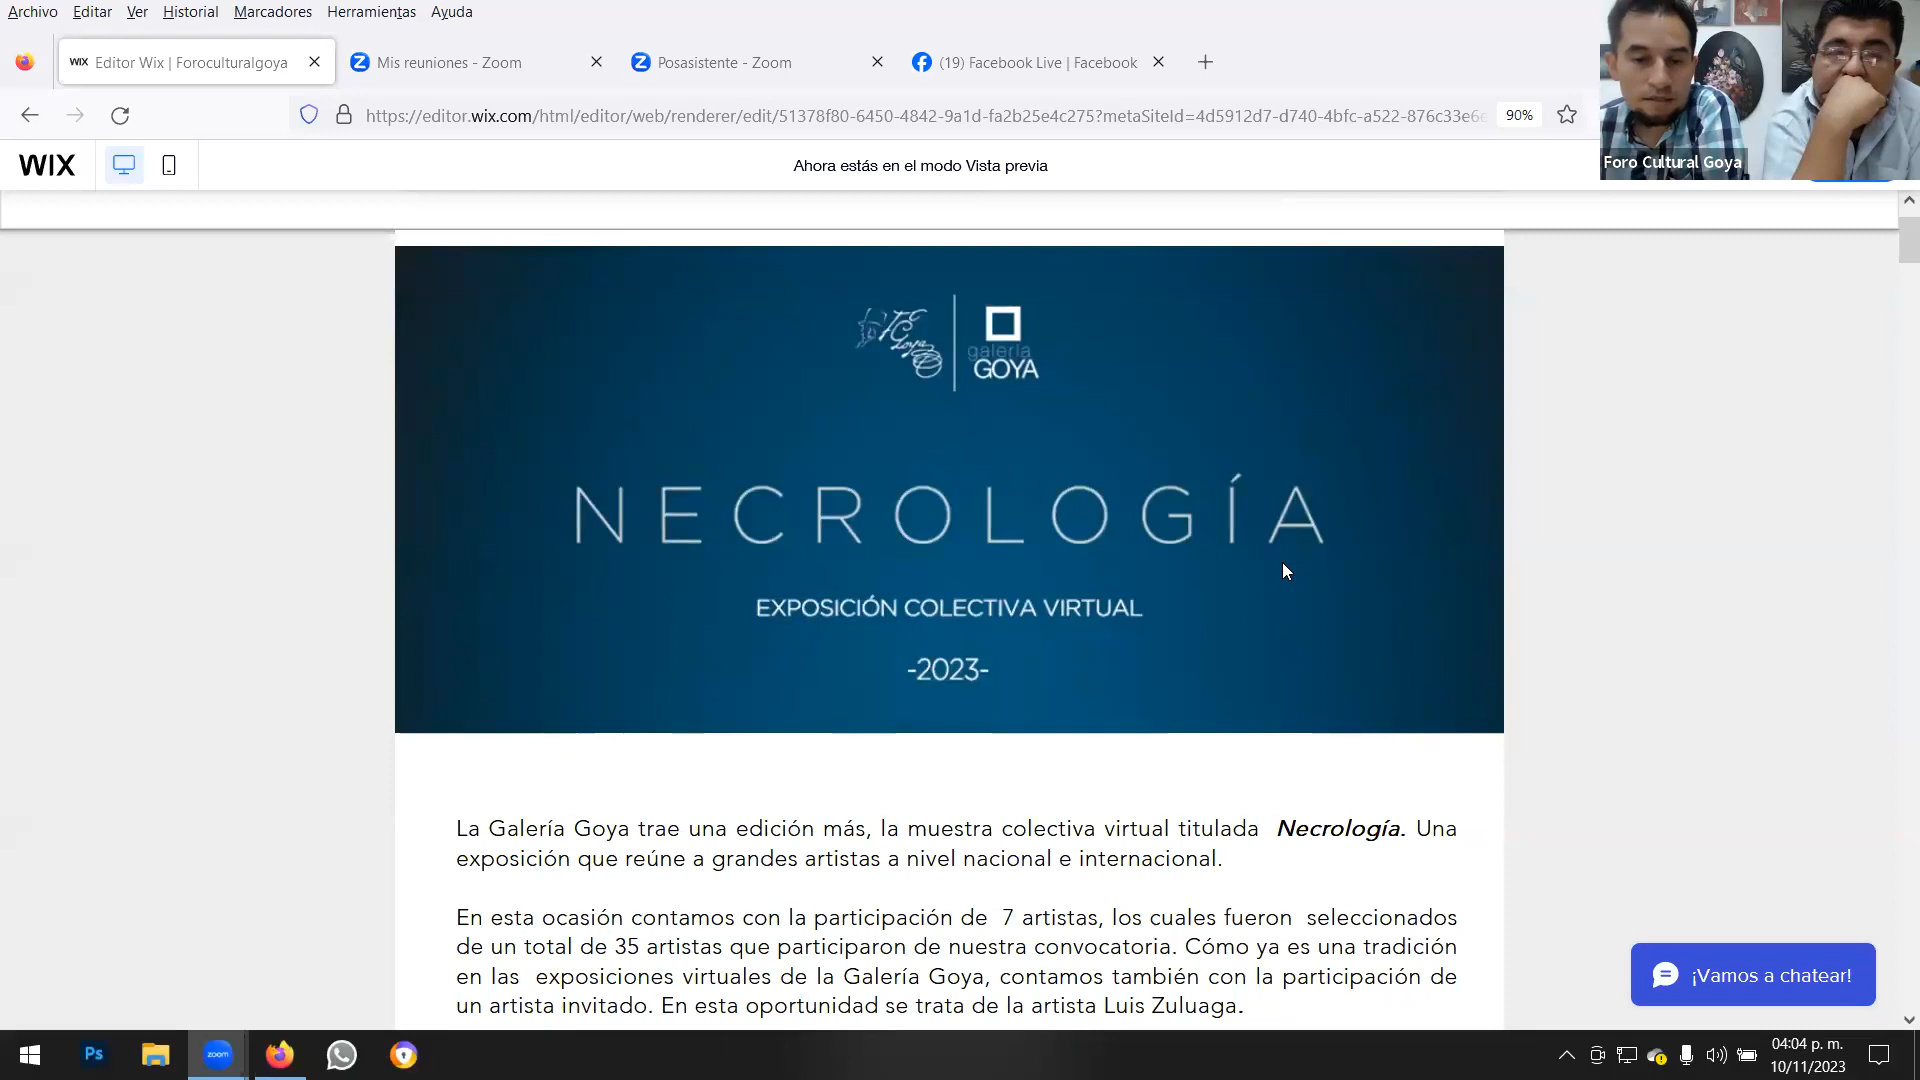 Archivo Editar Ver Historial Marcadores Herramientas Ayuda
WIX Editor Wix | Foroculturalgoya
Mis reuniones - Zoom
Posasistente - Zoom
(19) Facebook Live | Facebook
https://editor.wix.com/html/editor/web/renderer/edit/51378f80-6450-4842-9a1d-fa2b25e4c275?metaSiteId=4d5912d7-d740-4bfc-a522-876c33e6e
90%
WIX
Ahora estás en el modo Vista previa
Foro Cultural Goya
Goya
galería
GOYA
NECROLOGÍA
EXPOSICIÓN COLECTIVA VIRTUAL
-2023-
La Galería Goya trae una edición más, la muestra colectiva virtual titulada Necrología. Una
exposición que reúne a grandes artistas a nivel nacional e internacional.
En esta ocasión contamos con la participación de 7 artistas, los cuales fueron seleccionados
de un total de 35 artistas que participaron de nuestra convocatoria. Cómo ya es una tradición
en las exposiciones virtuales de la Galería Goya, contamos también con la participación de
un artista invitado. En esta oportunidad se trata de la artista Luis Zuluaga.
¡Vamos a chatear!
Ps
zoom
04:04 p. m.
10/11/2023